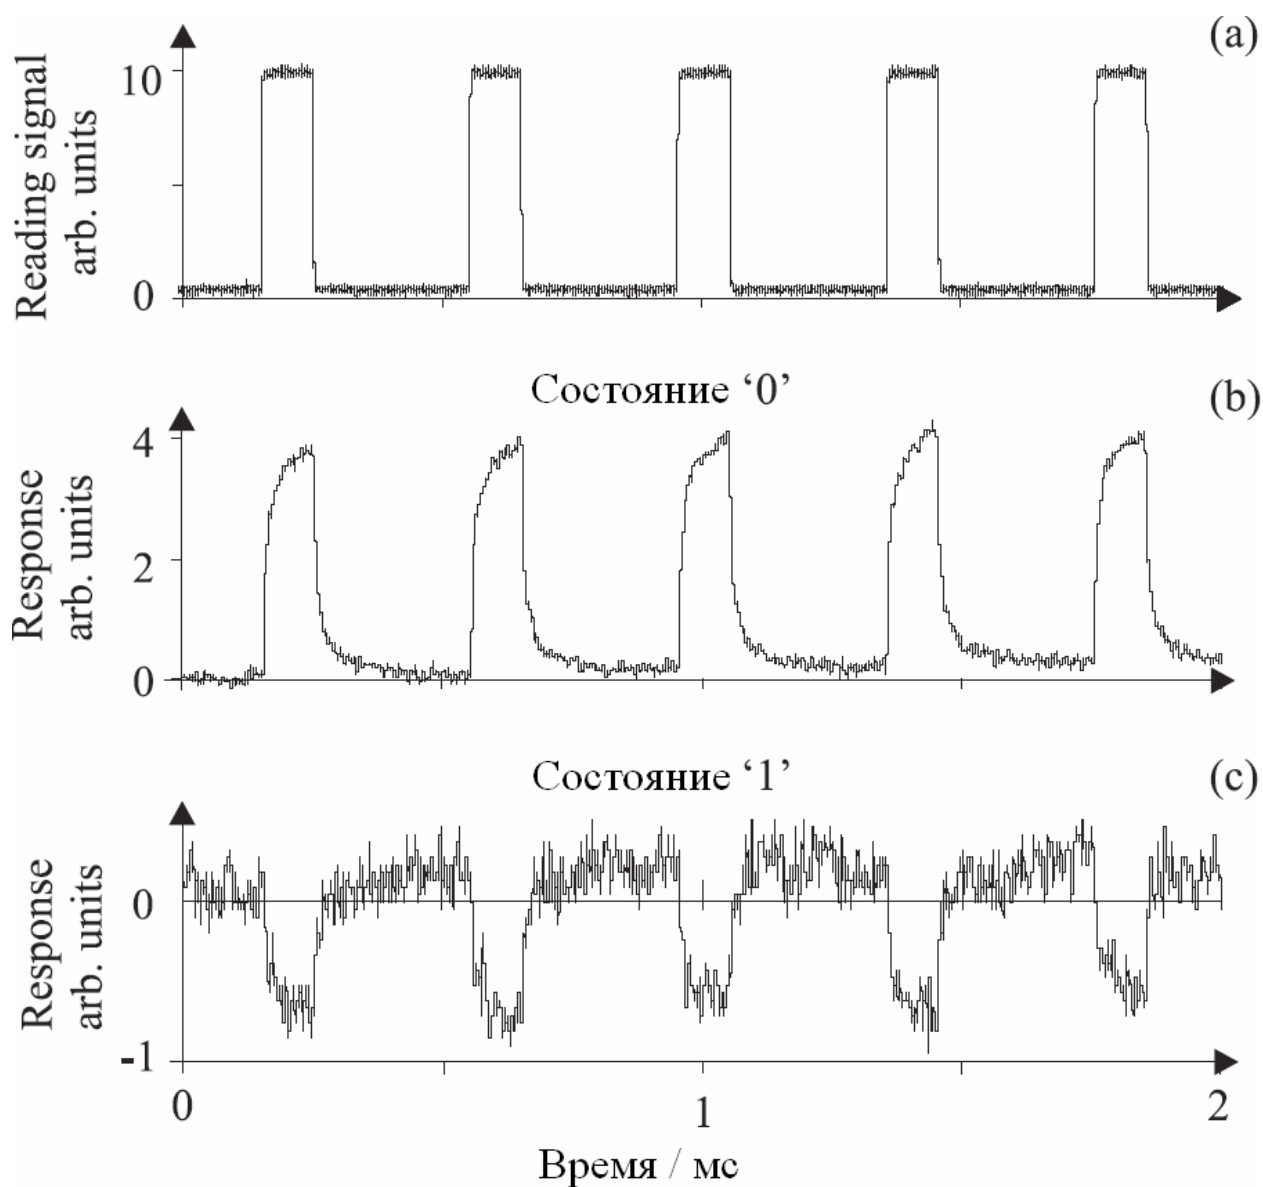 (a)
Reading signal
arb. units
10
0
Состояние ‘0’
(b)
Response
arb. units
4
2
0
Состояние ‘1’
(c)
Response
arb. units
0
-1
0
1
2
Время / мс